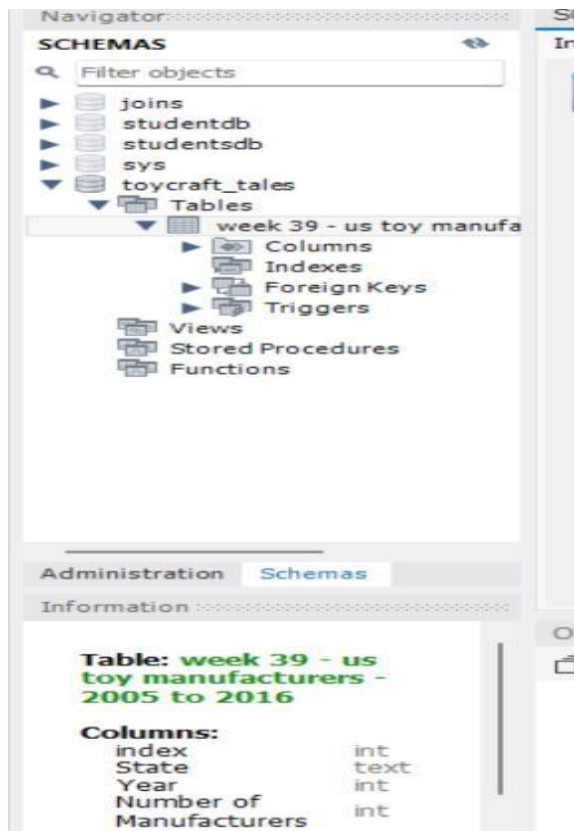 Navigator
SCHEMAS
Filter objects
joins
studentdb
studentsdb
sys
toycraft_tales
Tables
week 39 - us toy manufa
Columns
Indexes
Foreign Keys
Triggers
Views
Stored Procedures
Functions
Administration Schemas
Information
Table: week 39 - us
toy manufacturers -
2005 to 2016
Columns:
index int
State text
Year int
Number of
Manufacturers int